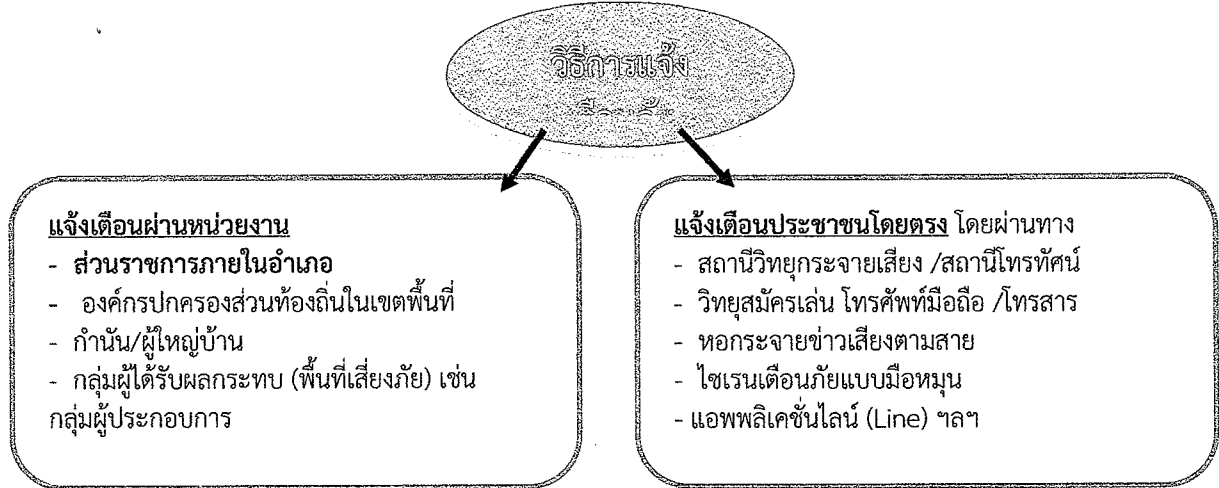 วิธีการแจ้ง
แจ้งเตือนผ่านหน่วยงาน
- ส่วนราชการภายในอำเภอ
- องค์กรปกครองส่วนท้องถิ่นในเขตพื้นที่
- กำนัน/ผู้ใหญ่บ้าน
- กลุ่มผู้ได้รับผลกระทบ (พื้นที่เสี่ยงภัย) เช่น
กลุ่มผู้ประกอบการ
แจ้งเตือนประชาชนโดยตรง โดยผ่านทาง
- สถานีวิทยุกระจายเสียง /สถานีโทรทัศน์
- วิทยุสมัครเล่น โทรศัพท์มือถือ /โทรสาร
- หอกระจายข่าวเสียงตามสาย
- ไซเรนเตือนภัยแบบมือหมุน
- แอพพลิเคชั่นไลน์ (Line) ฯลฯ